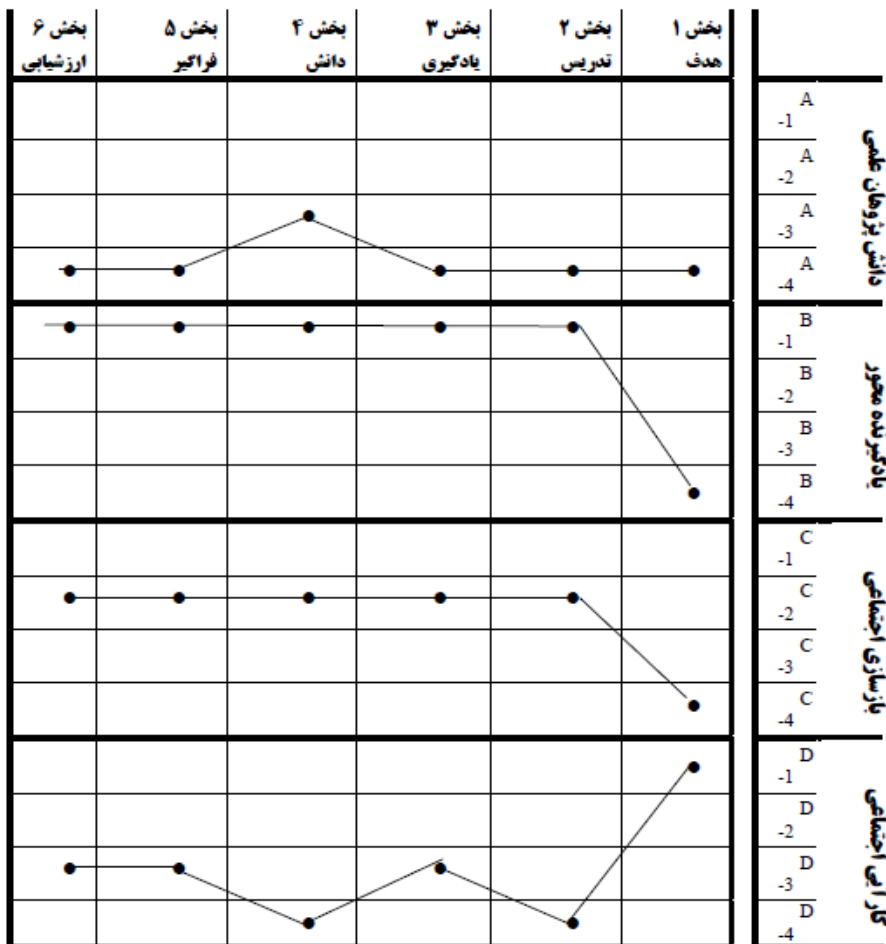 بخش ۱
هدف
بخش ۲
تدریس
بخش ۳
یادگیری
بخش ۴
دانش
بخش ۵
فراگیر
بخش ۶
ارزشیابی
دانش پژوهان علمی
A
-1
A
-2
A
-3
A
-4
یادگیرنده محور
B
-1
B
-2
B
-3
B
-4
بازسازی اجتماعی
C
-1
C
-2
C
-3
C
-4
کارایی اجتماعی
D
-1
D
-2
D
-3
D
-4